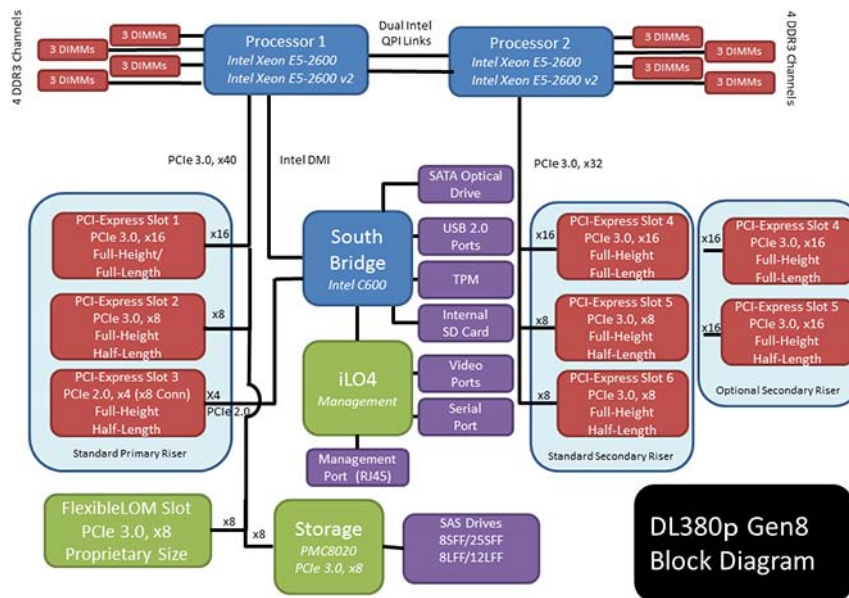 4 DDR3 Channels
3 DIMMs
3 DIMMs
3 DIMMs
3 DIMMs
Processor 1
Intel Xeon E5-2600
Intel Xeon E5-2600 v2
Dual Intel
QPI Links
Processor 2
Intel Xeon E5-2600
Intel Xeon E5-2600 v2
3 DIMMs
3 DIMMs
3 DIMMs
3 DIMMs
4 DDR3 Channels
PCIe 3.0, x40
Intel DMI
PCIe 3.0, x32
PCI-Express Slot 1
PCIe 3.0, x16
Full-Height/
Full-Length
x16
PCI-Express Slot 2
PCIe 3.0, x8
Full-Height
Half-Length
x8
PCI-Express Slot 3
PCIe 2.0, x4 (x8 Conn)
Full-Height
Half-Length
X4
PCIe 2.0
Standard Primary Riser
South
Bridge
Intel C600
SATA Optical
Drive
USB 2.0
Ports
TPM
Internal
SD Card
iLO4
Management
Video
Ports
Serial
Port
Management
Port (RJ45)
x16
PCI-Express Slot 4
PCIe 3.0, x16
Full-Height
Full-Length
x8
PCI-Express Slot 5
PCIe 3.0, x8
Full-Height
Half-Length
x8
PCI-Express Slot 6
PCIe 3.0, x8
Full-Height
Half-Length
Standard Secondary Riser
x16
PCI-Express Slot 4
PCIe 3.0, x16
Full-Height
Full-Length
x16
PCI-Express Slot 5
PCIe 3.0, x16
Full-Height
Half-Length
Optional Secondary Riser
FlexibleLOM Slot
PCIe 3.0, x8
Proprietary Size
x8
x8
Storage
PMC8020
PCIe 3.0, x8
SAS Drives
8SFF/25SFF
8LFF/12LFF
DL380p Gen8
Block Diagram